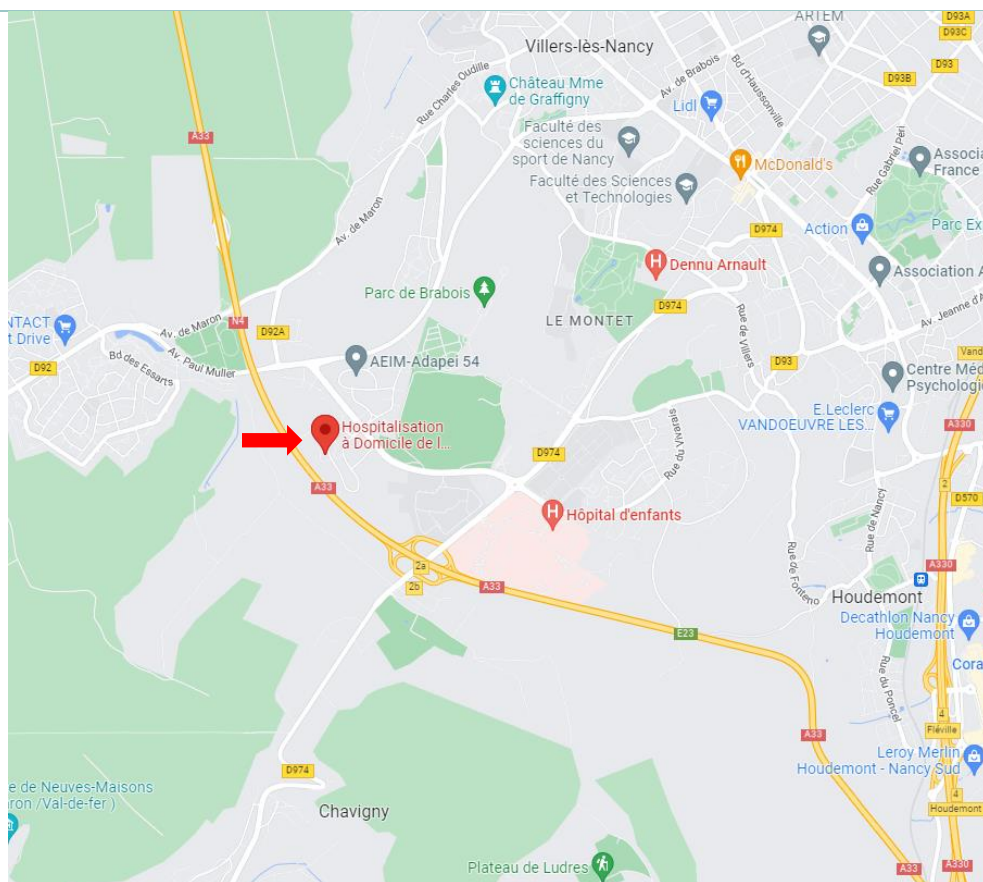 ARTEM
D93A
D93C
Villers-lès-Nancy
D93
D93B
Château Mme
de Graffigny
Rue Charles Oudille
Av. de Brabois
Bd d'Haussonville
Lidl
Faculté des
sciences du
sport de Nancy
A33
McDonald's
Rue Gabriel Péri
Associa
France
Faculté des Sciences
et Technologies
Av. de Maron
D974
Action
Parc Ex
Dennu Arnault
Association A
Parc de Brabois
D974
LE MONTET
Rue de Villers
Av. Jeanne d'A
NTACT
t Drive
Av. de Maron
N4
D92A
D92
Bd des Essarts
Av. Paul Muller
AEIM-Adapei 54
D93
Vand
Centre Méd
Psychologi
Hospitalisation
à Domicile de l...
E.Leclerc
VANDOEUVRE LES...
A330
Rue du Vivarais
D974
A33
2
D570
Rue de Nancy
Hôpital d'enfants
Rue de Fonteno
2a
2b
A33
A330
Houdemont
Decathlon Nancy
Houdemont
E23
Cora
Rue du Poncel
4
Fléville
A33
Leroy Merlin
Houdemont - Nancy Sud
D974
e de Neuves-Maisons
aron /Val-de-fer )
4
Houdemont
Chavigny
Plateau de Ludres
A33
A330